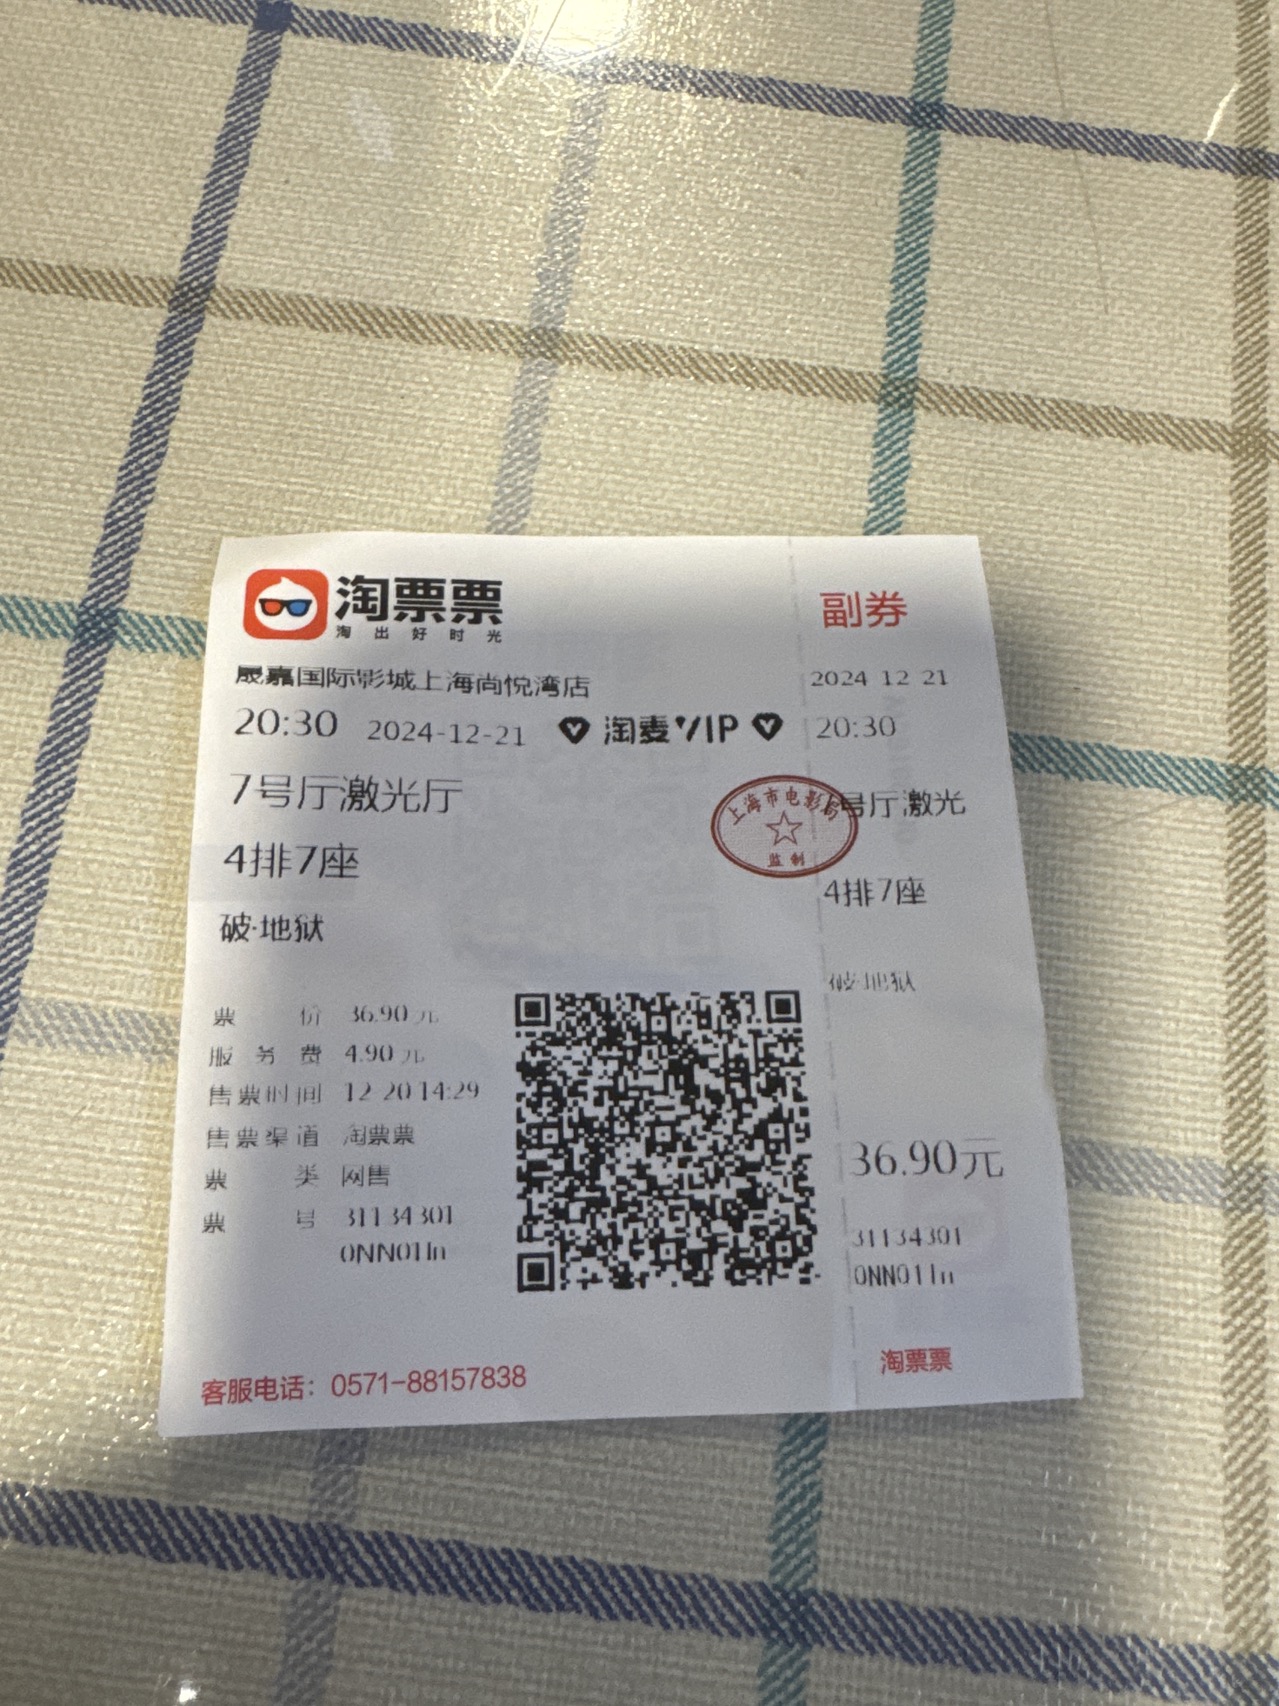 淘票票
淘出好时光
晟嘉国际影城上海尚悦湾店
20:30 2024-12-21 淘麦VIP
7号厅激光厅
4排7座
破·地狱
票价 36.90元
服务费 4.90元
售票时间 12-20 14:29
售票渠道 淘票票
票类 网售
票号 31134301
0NN01ln
客服电话：0571-88157838
副券
2024 12 21
20:30
号厅激光
上海市电影局
监制
4排7座
破·地狱
36.90元
31134301
0NN01ln
淘票票